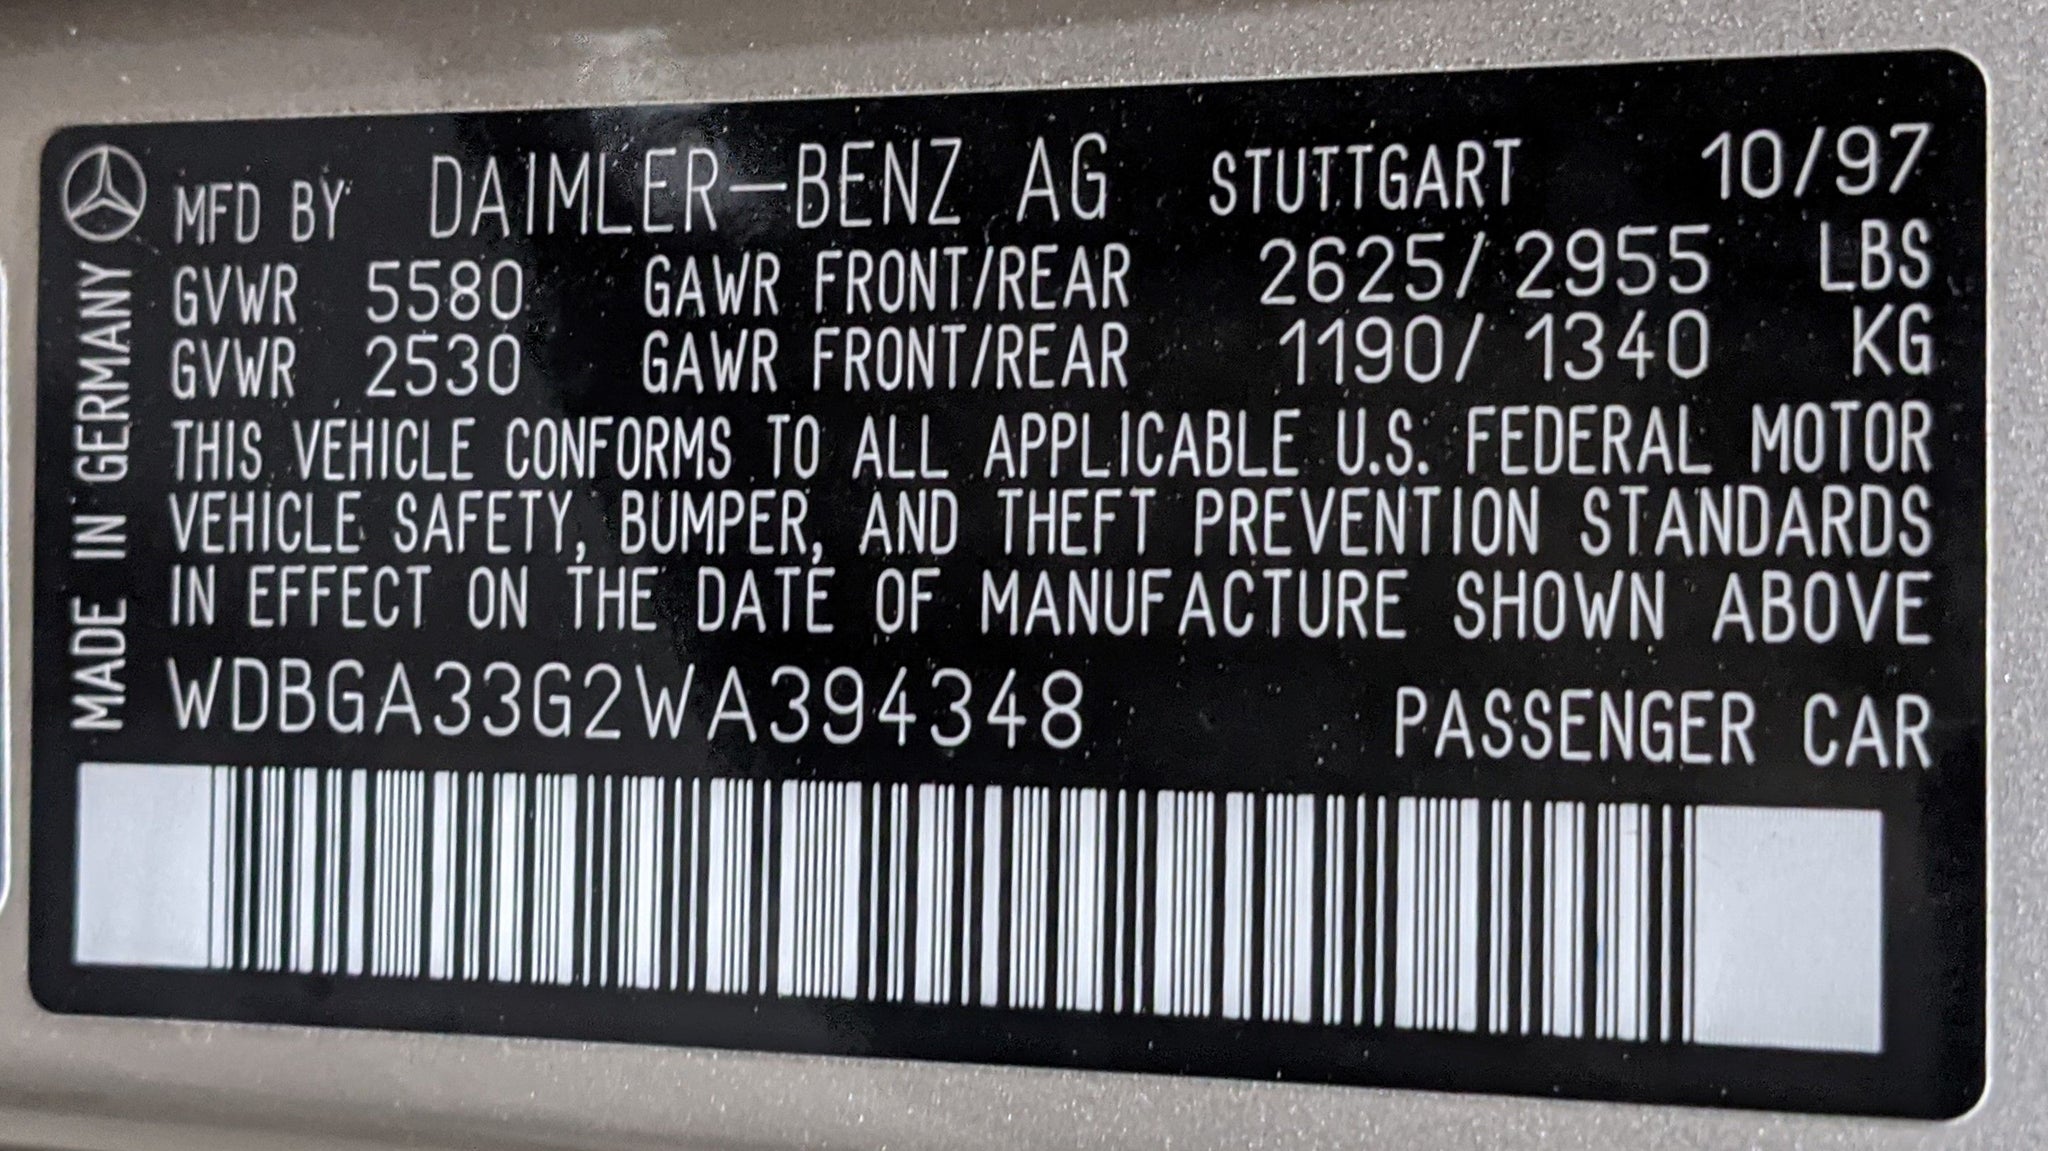 MFD BY DAIMLER-BENZ AG STUTTGART 10/97
GVWR 5580 GAWR FRONT/REAR 2625/2955 LBS
GVWR 2530 GAWR FRONT/REAR 1190/1340 KG
THIS VEHICLE CONFORMS TO ALL APPLICABLE U.S. FEDERAL MOTOR
VEHICLE SAFETY, BUMPER, AND THEFT PREVENTION STANDARDS
IN EFFECT ON THE DATE OF MANUFACTURE SHOWN ABOVE
WDBGA33G2WA394348 PASSENGER CAR
MADE IN GERMANY